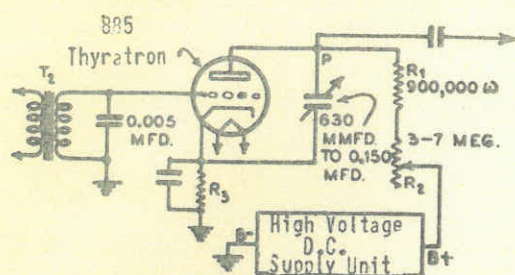 885
Thyratron
T2
0.005
MFD.
P
R1
900,000 ω
630
MMFD.
TO 0.150
MFD.
3-7 MEG.
R2
R3
High Voltage
D.C.
Supply Unit
B-
B+